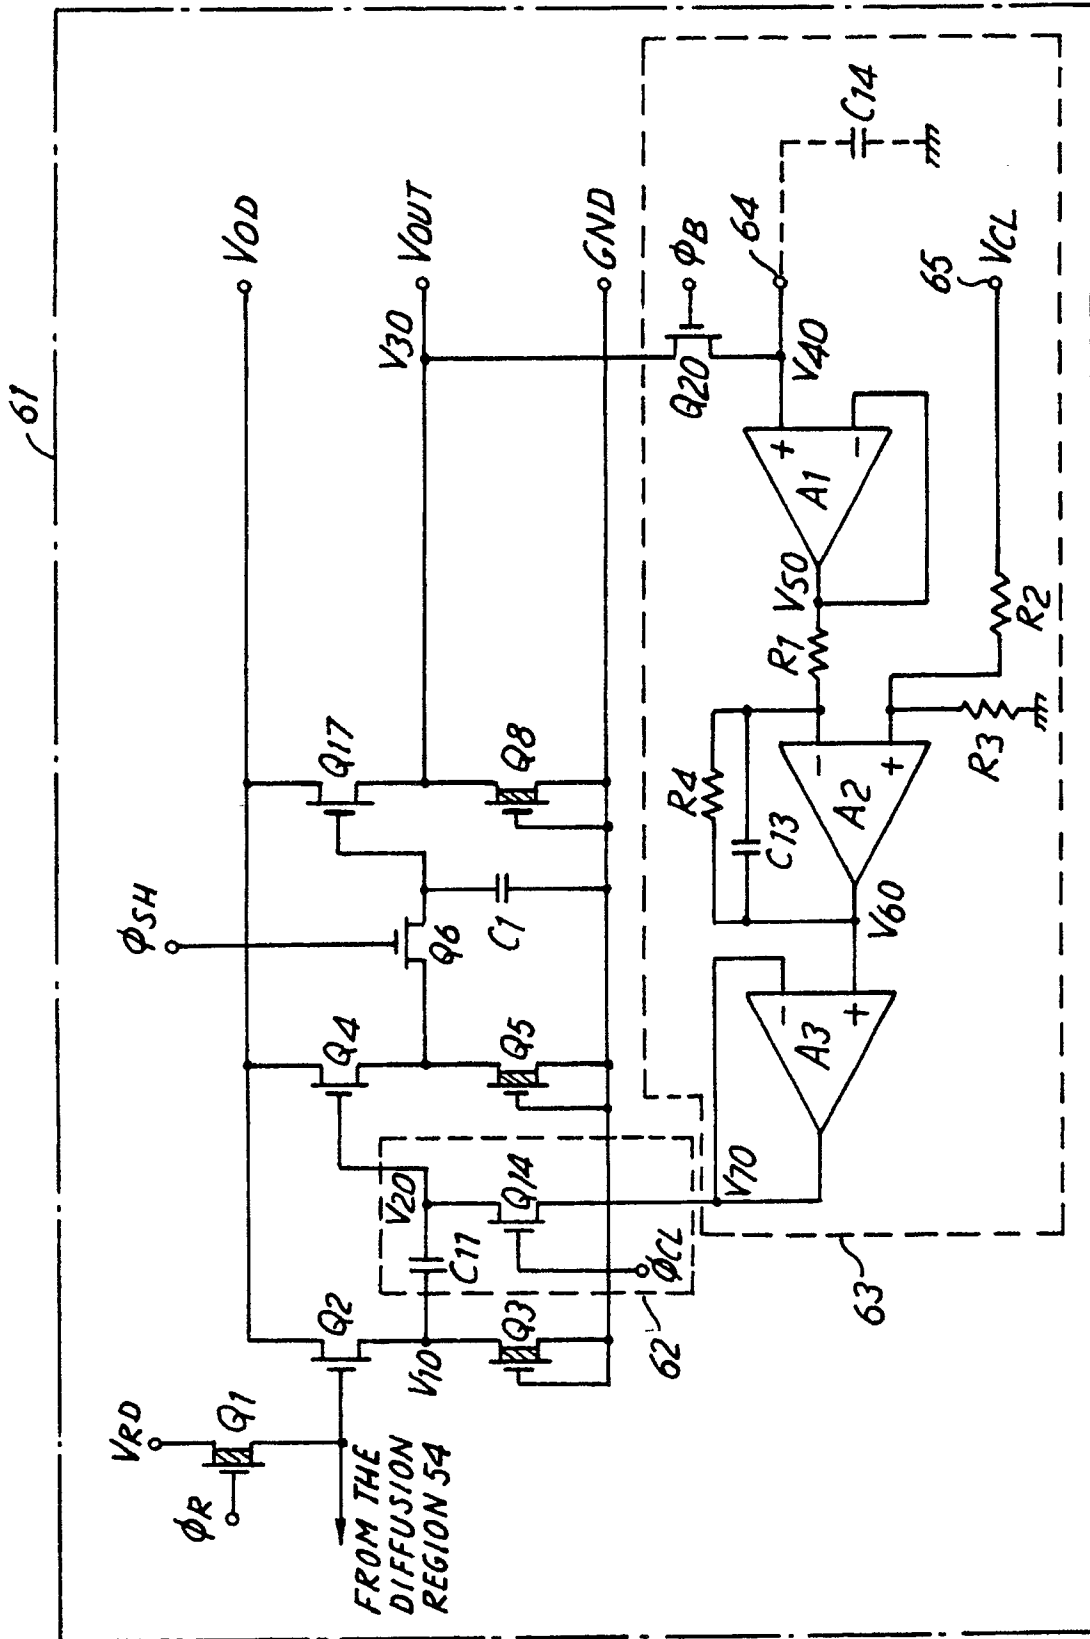 61
VRD
φR
Q1
FROM THE
DIFFUSION
REGION 54
Q2
V10
Q3
62
C11
V20
Q14
φCL
Q4
Q5
φSH
Q6
C1
Q17
Q8
VOD
V30
VOUT
GND
Q20
φB
V40
64
C14
A1
V50
R1
65
VCL
R2
R3
R4
C13
A2
V60
A3
V70
63
+
−
−
+
−
+